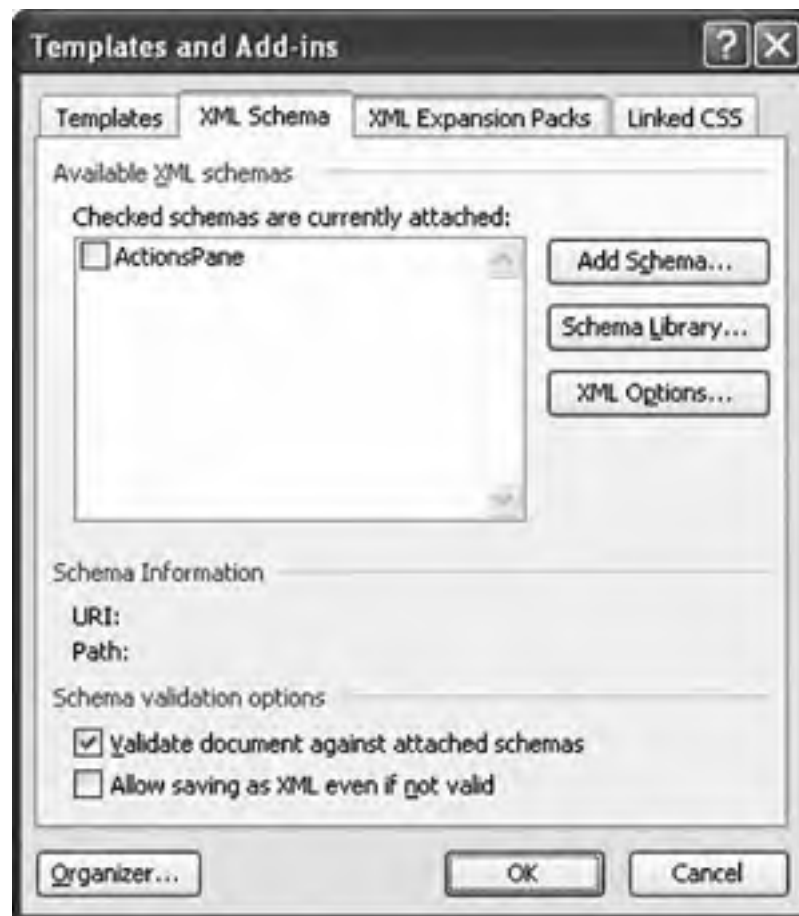 Templates and Add-ins
Templates XML Schema XML Expansion Packs Linked CSS
Available XML schemas
Checked schemas are currently attached:
ActionsPane
Add Schema...
Schema Library...
XML Options...
Schema Information
URI:
Path:
Schema validation options
Validate document against attached schemas
Allow saving as XML even if not valid
Organizer... OK Cancel